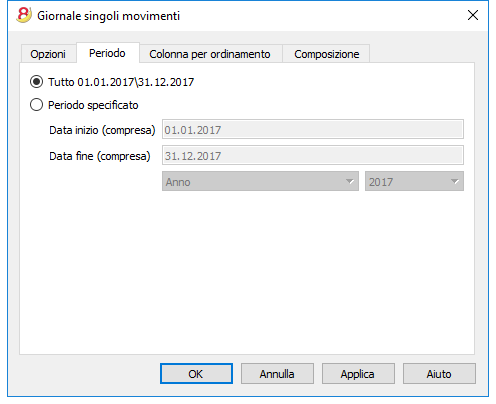 Giornale singoli movimenti
Opzioni Periodo Colonna per ordinamento Composizione
Tutto 01.01.2017\31.12.2017
Periodo specificato
Data inizio (compresa) 01.01.2017
Data fine (compresa) 31.12.2017
Anno 2017
OK Annulla Applica Aiuto